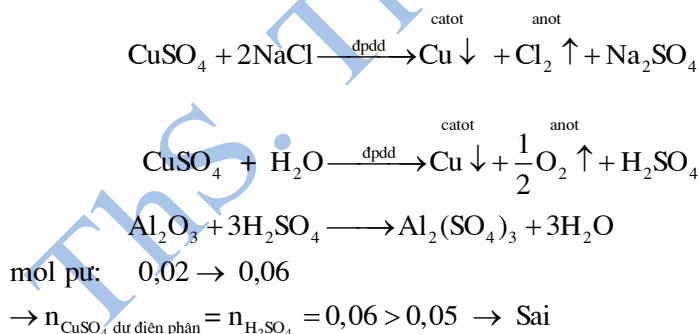 catot anot
CuSO₄ + 2NaCl —đpdd→ Cu ↓ + Cl₂ ↑ + Na₂SO₄
catot anot
CuSO₄ + H₂O —đpdd→ Cu ↓ + 1/2 O₂ ↑ + H₂SO₄
Al₂O₃ + 3H₂SO₄ ⟶ Al₂(SO₄)₃ + 3H₂O
mol pư: 0,02 → 0,06
→ n_CuSO₄ dư điện phân = n_H₂SO₄ = 0,06 > 0,05 → Sai
ThS. T